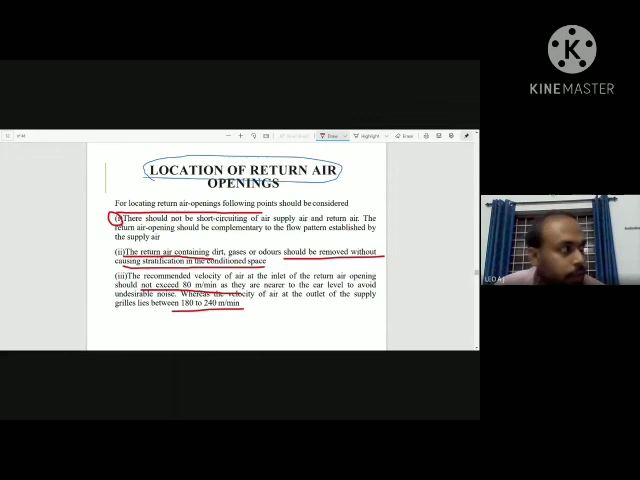 K
KINEMASTER
Draw
Highlight
Erase
LOCATION OF RETURN AIR
OPENINGS
For locating return air-openings following points should be considered
(i)There should not be short-circuiting of air supply air and return air. The
return air-opening should be complementary to the flow pattern established by
the supply air
(ii)The return air containing dirt, gases or odours should be removed without
causing stratification in the conditioned space
(iii)The recommended velocity of air at the inlet of the return air opening
should not exceed 80 m/min as they are nearer to the ear level to avoid
undesirable noise. Whereas the velocity of air at the outlet of the supply
grilles lies between 180 to 240 m/min